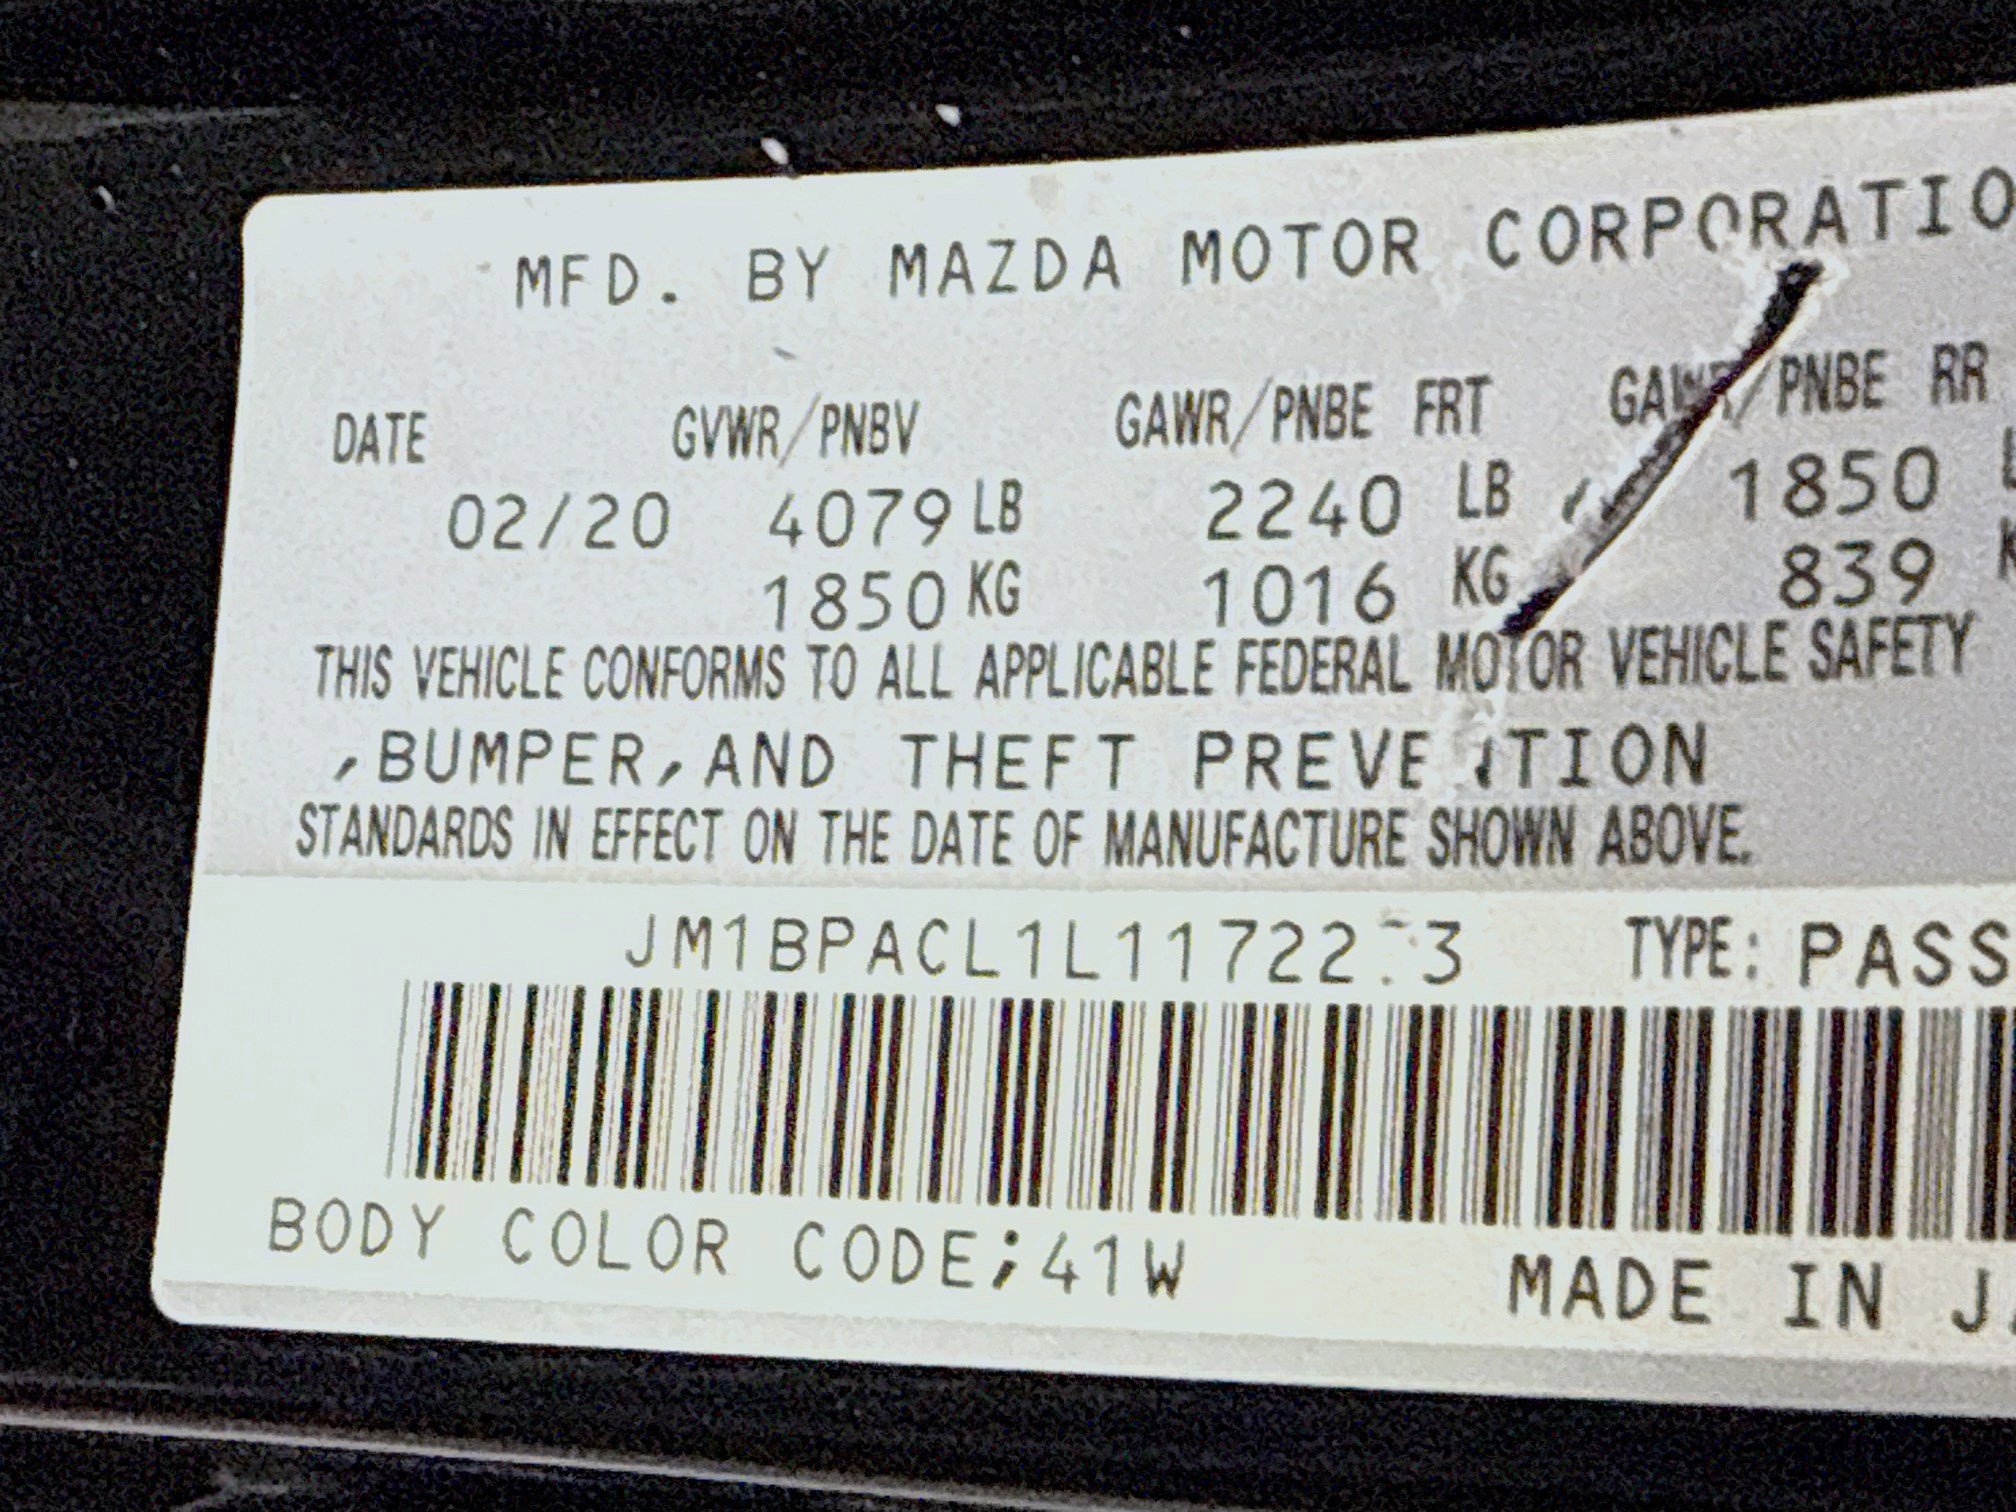 MFD. BY MAZDA MOTOR CORPORATIO
DATE GVWR/PNBV GAWR/PNBE FRT GAWR/PNBE RR
02/20 4079 LB 2240 LB 1850 L
1850 KG 1016 KG 839 K
THIS VEHICLE CONFORMS TO ALL APPLICABLE FEDERAL MOTOR VEHICLE SAFETY
,BUMPER,AND THEFT PREVENTION
STANDARDS IN EFFECT ON THE DATE OF MANUFACTURE SHOWN ABOVE.
TYPE: PASS
BODY COLOR CODE;41W MADE IN J